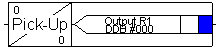 0
Pick-Up
0
Output R1
DDB #000